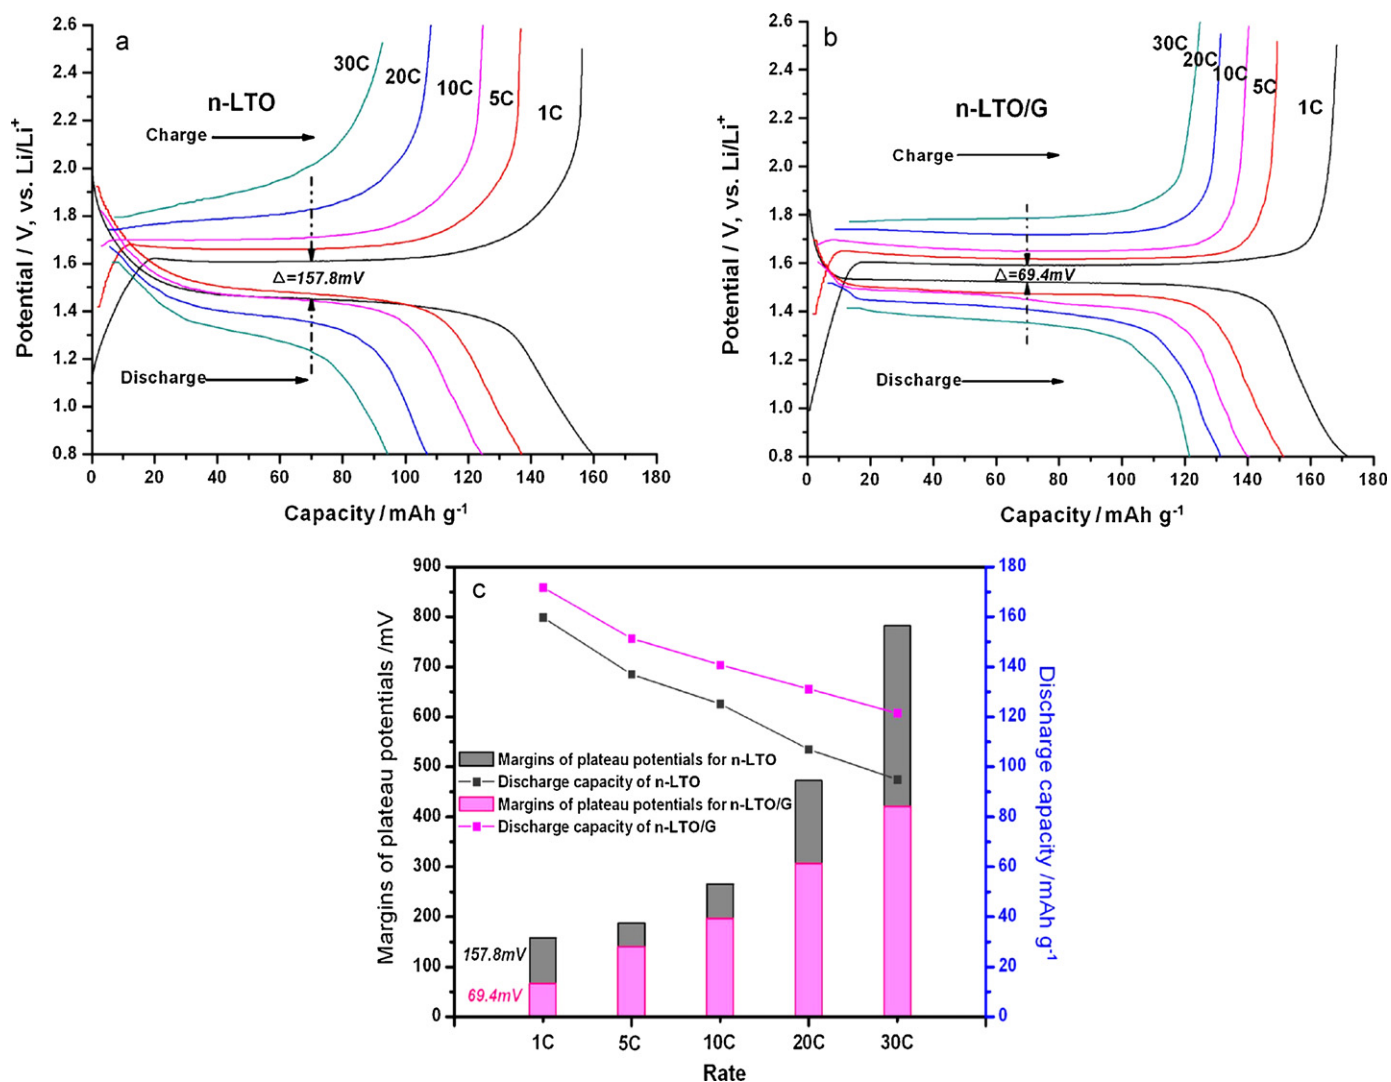 a
n-LTO
30C
20C
10C
5C
1C
Charge
Δ=157.8mV
Discharge
Potential / V, vs. Li/Li⁺
2.6
2.4
2.2
2.0
1.8
1.6
1.4
1.2
1.0
0.8
0 20 40 60 80 100 120 140 160 180
Capacity / mAh g⁻¹
b
n-LTO/G
30C
20C
10C
5C
1C
Charge
Δ=69.4mV
Discharge
Potential / V, vs. Li/Li⁺
2.6
2.4
2.2
2.0
1.8
1.6
1.4
1.2
1.0
0.8
0 20 40 60 80 100 120 140 160 180
Capacity / mAh g⁻¹
c
Margins of plateau potentials /mV
900
800
700
600
500
400
300
200
100
0
Margins of plateau potentials for n-LTO
Discharge capacity of n-LTO
Margins of plateau potentials for n-LTO/G
Discharge capacity of n-LTO/G
157.8mV
69.4mV
180
160
140
120
100
80
60
40
20
0
Discharge capacity /mAh g⁻¹
1C 5C 10C 20C 30C
Rate